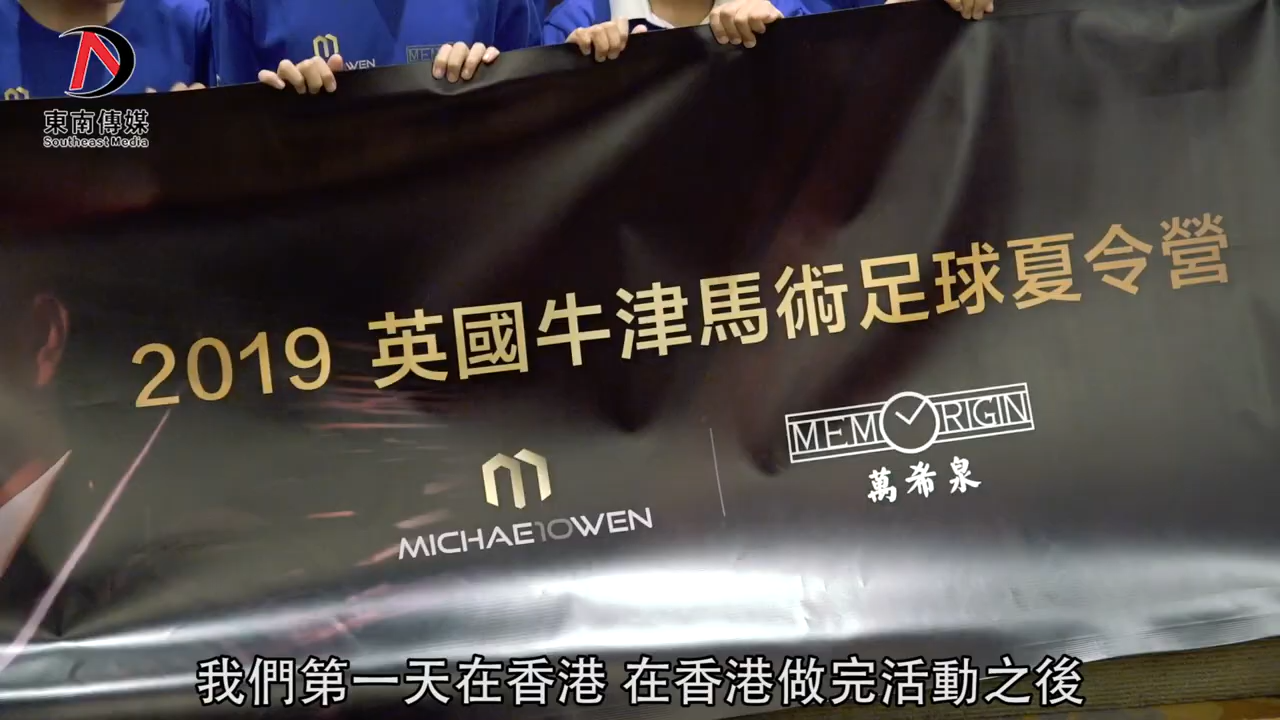 WEN
MEM
東南傳媒
Southeast Media
2019 英國牛津馬術足球夏令營
MEMORIGIN
萬希泉
MICHAE10WEN
我們第一天在香港 在香港做完活動之後